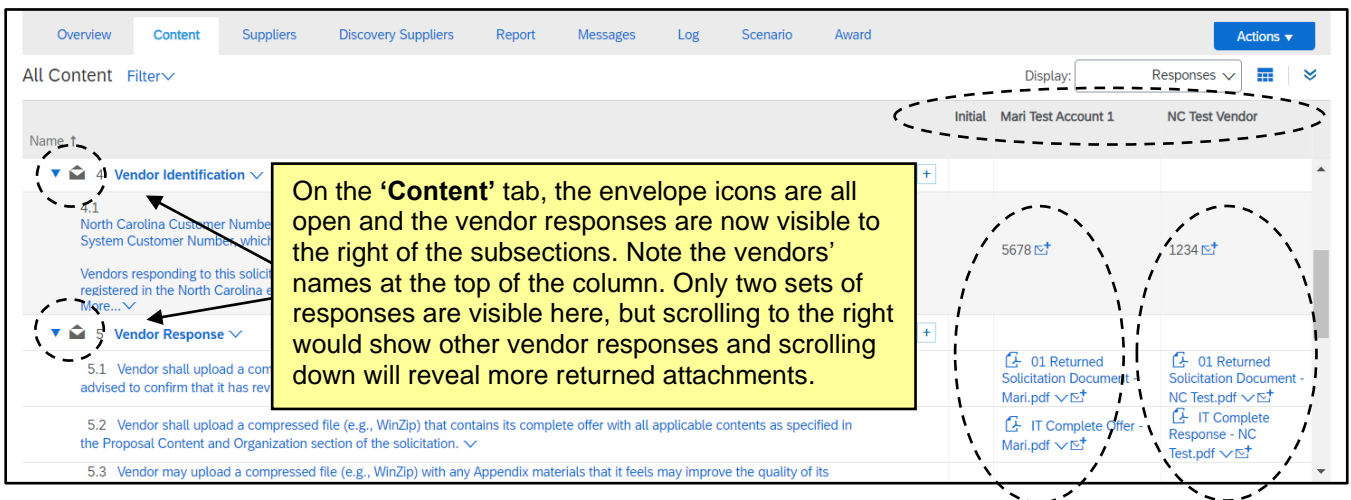 Overview Content Suppliers Discovery Suppliers Report Messages Log Scenario Award Actions
All Content Filter Display: Responses
Name ↑ Initial Mari Test Account 1 NC Test Vendor
4 Vendor Identification +
4.1
North Carolina Customer Numbe
System Customer Number, which
Vendors responding to this solicit
registered in the North Carolina e
More...
5678 1234
On the ‘Content’ tab, the envelope icons are all
open and the vendor responses are now visible to
the right of the subsections. Note the vendors’
names at the top of the column. Only two sets of
responses are visible here, but scrolling to the right
would show other vendor responses and scrolling
down will reveal more returned attachments.
5 Vendor Response +
5.1 Vendor shall upload a com
advised to confirm that it has rev
01 Returned
Solicitation Document -
Mari.pdf
01 Returned
Solicitation Document -
NC Test.pdf
5.2 Vendor shall upload a compressed file (e.g., WinZip) that contains its complete offer with all applicable contents as specified in
the Proposal Content and Organization section of the solicitation.
IT Complete Offer -
Mari.pdf
IT Complete
Response - NC
Test.pdf
5.3 Vendor may upload a compressed file (e.g., WinZip) with any Appendix materials that it feels may improve the quality of its